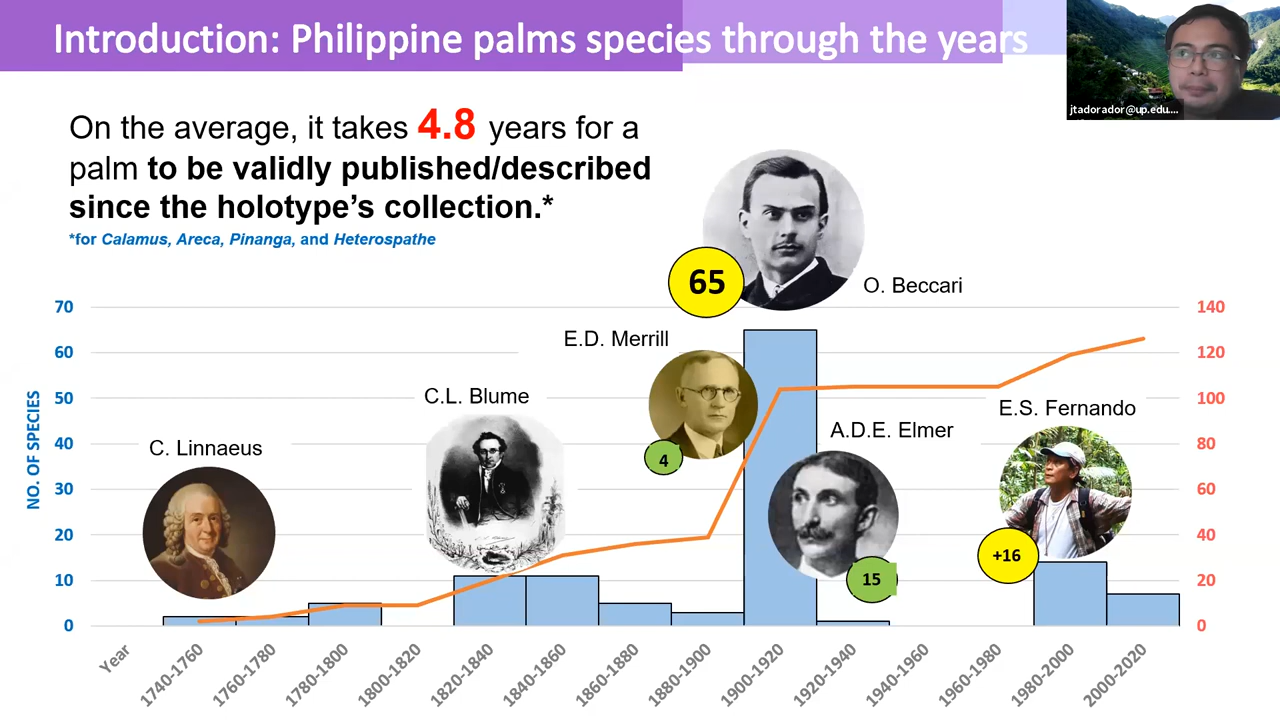 Introduction: Philippine palms species through the years
jtadorador@up.edu....
On the average, it takes 4.8 years for a
palm to be validly published/described
since the holotype's collection.*
*for Calamus, Areca, Pinanga, and Heterospathe
65
O. Beccari
E.D. Merrill
4
C.L. Blume
C. Linnaeus
A.D.E. Elmer
15
E.S. Fernando
+16
NO. OF SPECIES
70
60
50
40
30
20
10
0
140
120
100
80
60
40
20
0
Year
1740-1760
1760-1780
1780-1800
1800-1820
1820-1840
1840-1860
1860-1880
1880-1900
1900-1920
1920-1940
1940-1960
1960-1980
1980-2000
2000-2020